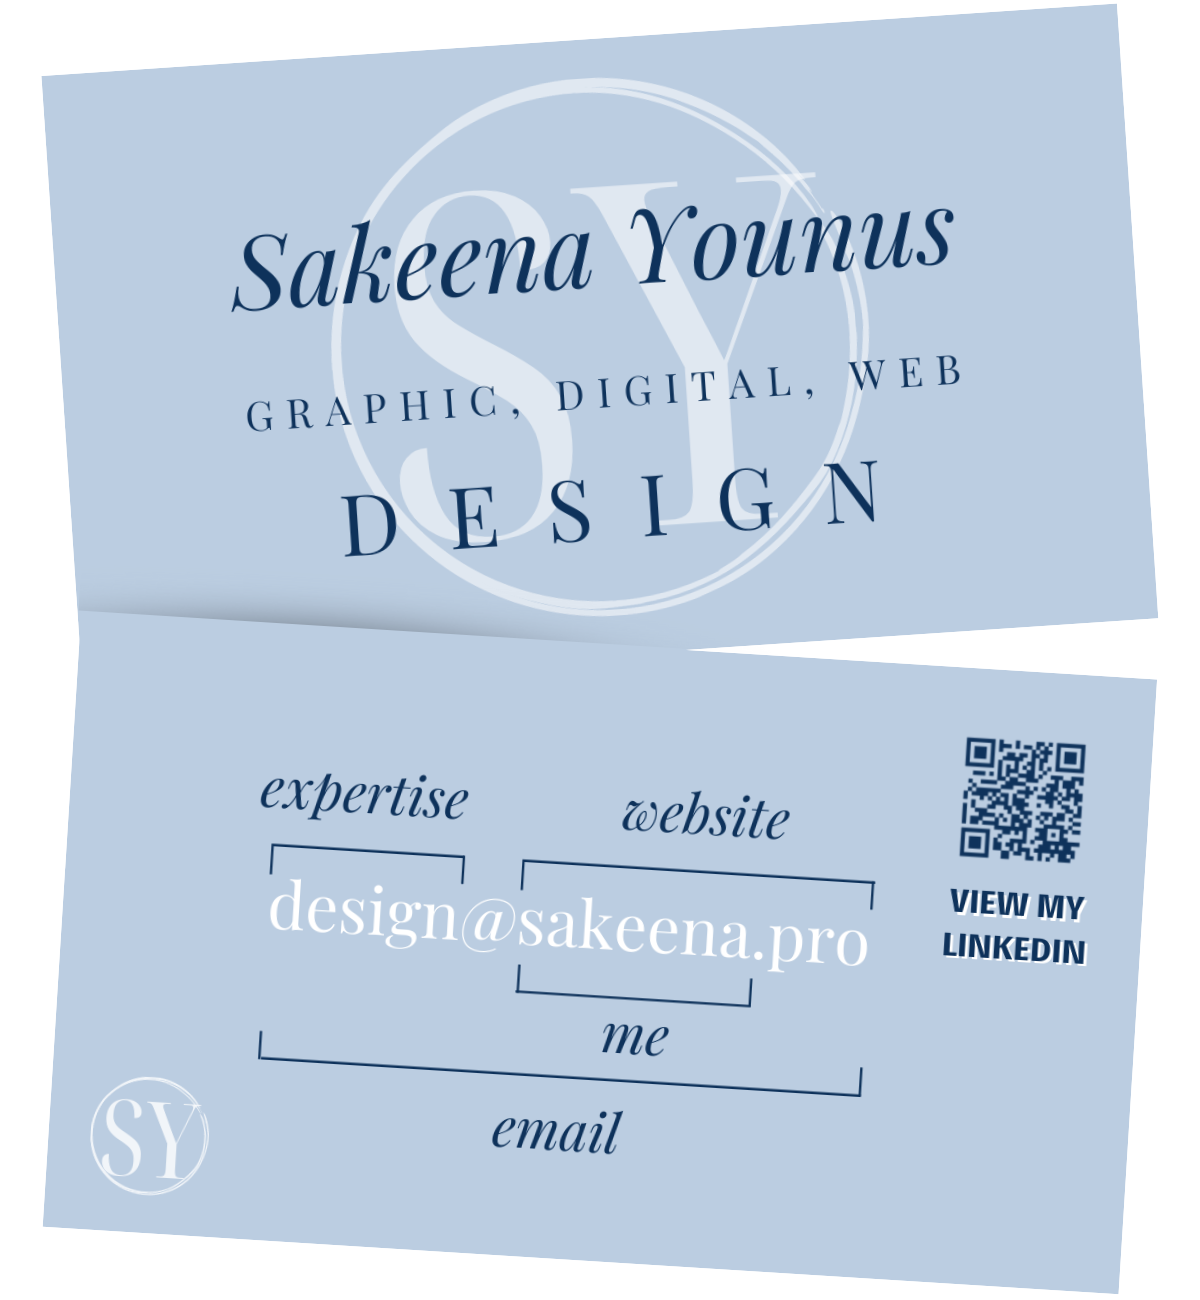 SY
Sakeena Younus
GRAPHIC, DIGITAL, WEB
DESIGN
expertise
website
design@sakeena.pro
me
email
VIEW MY
LINKEDIN
SY